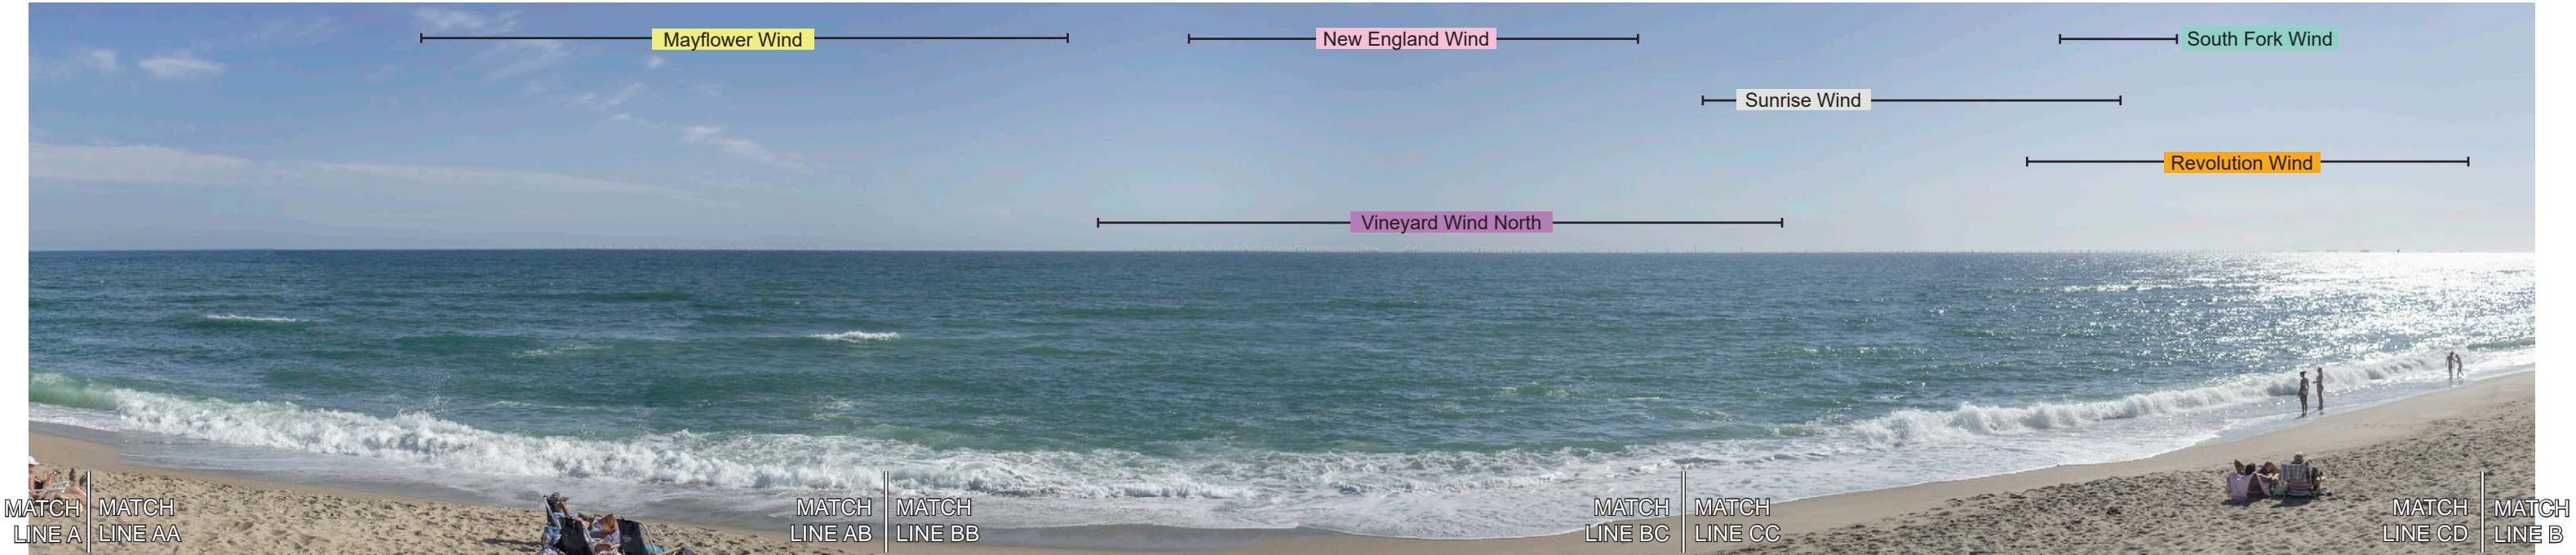 Mayflower Wind
New England Wind
South Fork Wind
Sunrise Wind
Revolution Wind
Vineyard Wind North
MATCH
LINE A
MATCH
LINE AA
MATCH
LINE AB
MATCH
LINE BB
MATCH
LINE BC
MATCH
LINE CC
MATCH
LINE CD
MATCH
LINE B